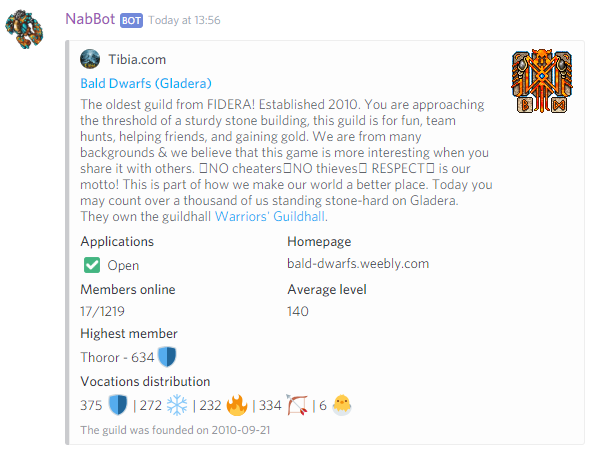 NabBot BOT Today at 13:56
Tibia.com
Bald Dwarfs (Gladera)
The oldest guild from FIDERA! Established 2010. You are approaching
the threshold of a sturdy stone building, this guild is for fun, team
hunts, helping friends, and gaining gold. We are from many
backgrounds & we believe that this game is more interesting when you
share it with others. ▯NO cheaters▯NO thieves▯ RESPECT▯ is our
motto! This is part of how we make our world a better place. Today you
may count over a thousand of us standing stone-hard on Gladera.
They own the guildhall Warriors' Guildhall.
Applications Homepage
✅ Open bald-dwarfs.weebly.com
Members online Average level
17/1219 140
Highest member
Thoror - 634 🛡
Vocations distribution
375 🛡 | 272 ❄ | 232 🔥 | 334 🏹 | 6 🐣
The guild was founded on 2010-09-21